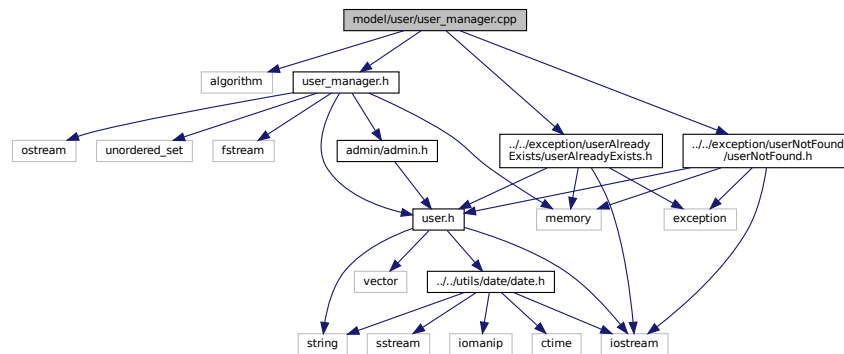 model/user/user_manager.cpp
algorithm
user_manager.h
ostream
unordered_set
fstream
admin/admin.h
../../exception/userAlready
Exists/userAlreadyExists.h
../../exception/userNotFound
/userNotFound.h
user.h
memory
exception
vector
../../utils/date/date.h
string
sstream
iomanip
ctime
iostream